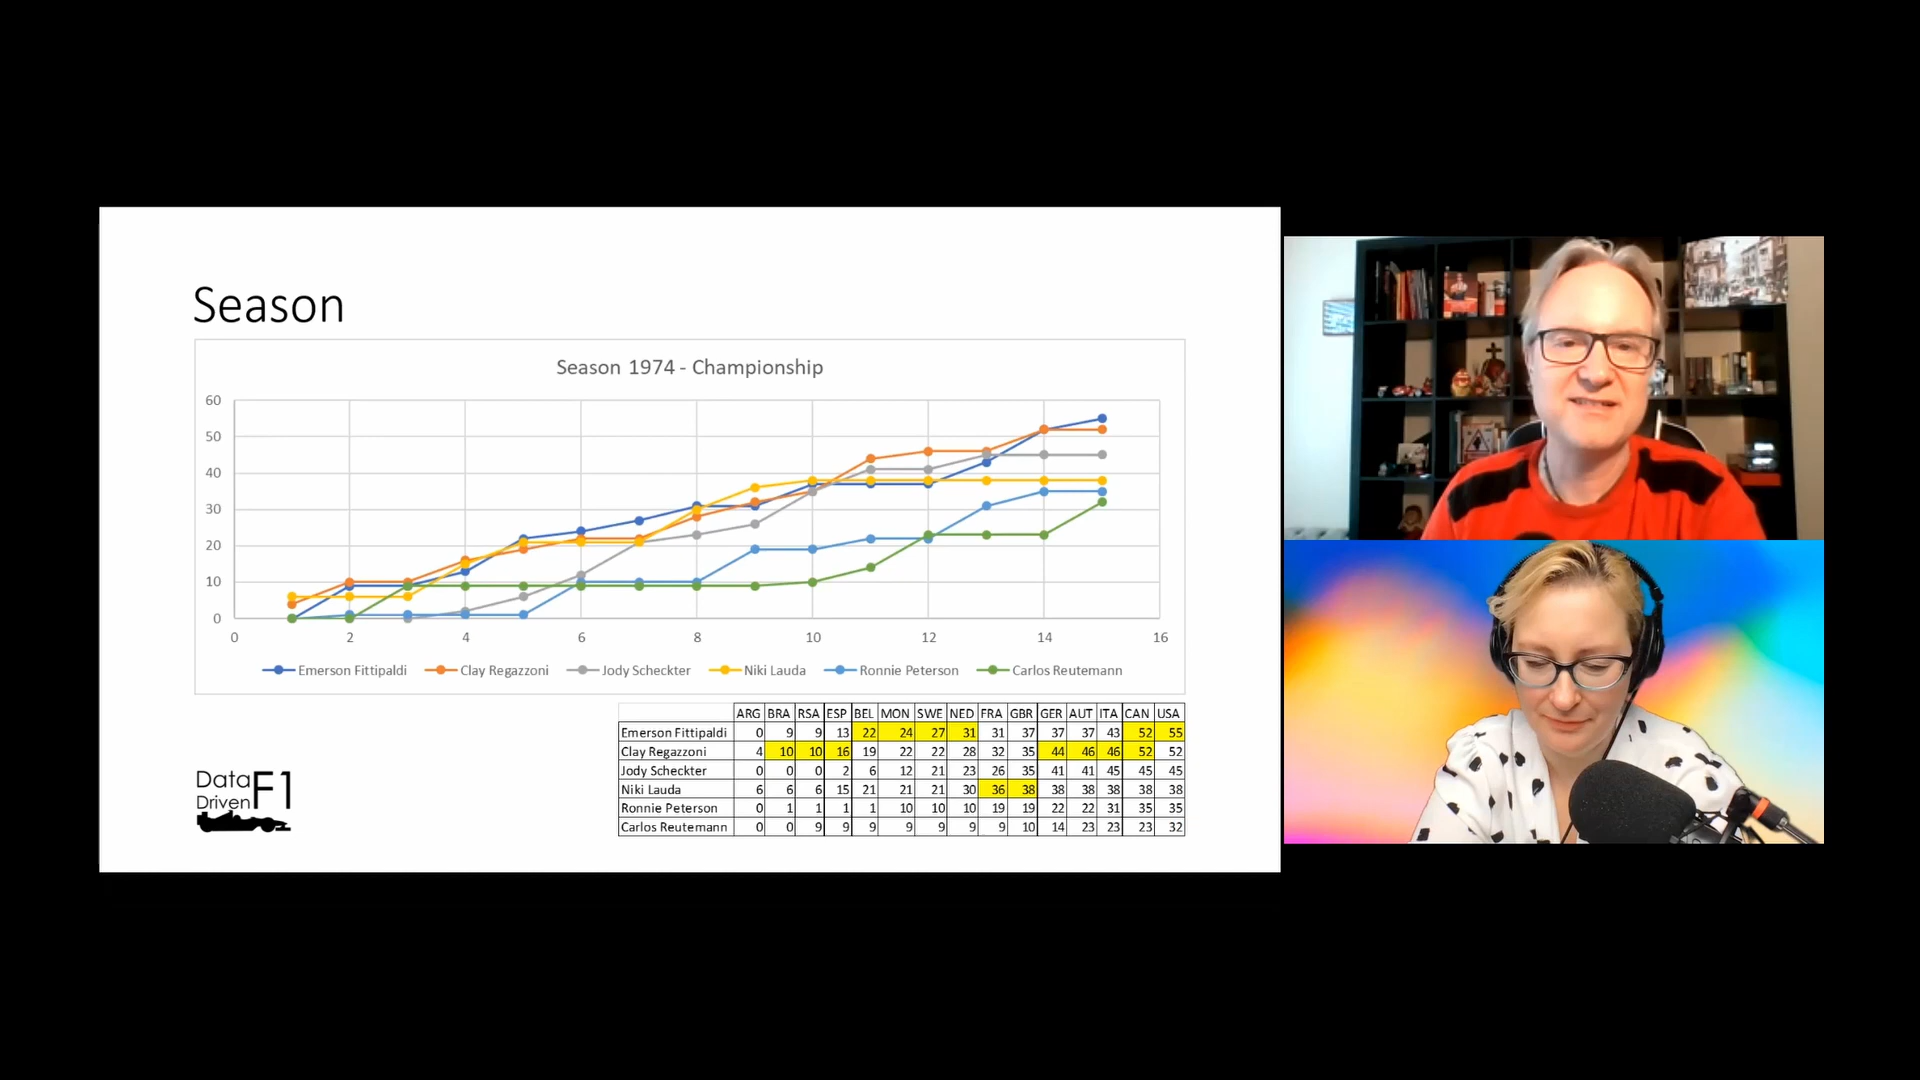 Season
Season 1974 - Championship
60
50
40
30
20
10
0
0 2 4 6 8 10 12 14 16
Emerson Fittipaldi Clay Regazzoni Jody Scheckter Niki Lauda Ronnie Peterson Carlos Reutemann
ARG BRA RSA ESP BEL MON SWE NED FRA GBR GER AUT ITA CAN USA
Emerson Fittipaldi 0 9 9 13 22 24 27 31 31 37 37 37 43 52 55
Clay Regazzoni 4 10 10 16 19 22 22 28 32 35 44 46 46 52 52
Jody Scheckter 0 0 0 2 6 12 21 23 26 35 41 41 45 45 45
Niki Lauda 6 6 6 15 21 21 21 30 36 38 38 38 38 38 38
Ronnie Peterson 0 1 1 1 1 10 10 10 19 19 22 22 31 35 35
Carlos Reutemann 0 0 9 9 9 9 9 9 9 10 14 23 23 23 32
Data
Driven F1